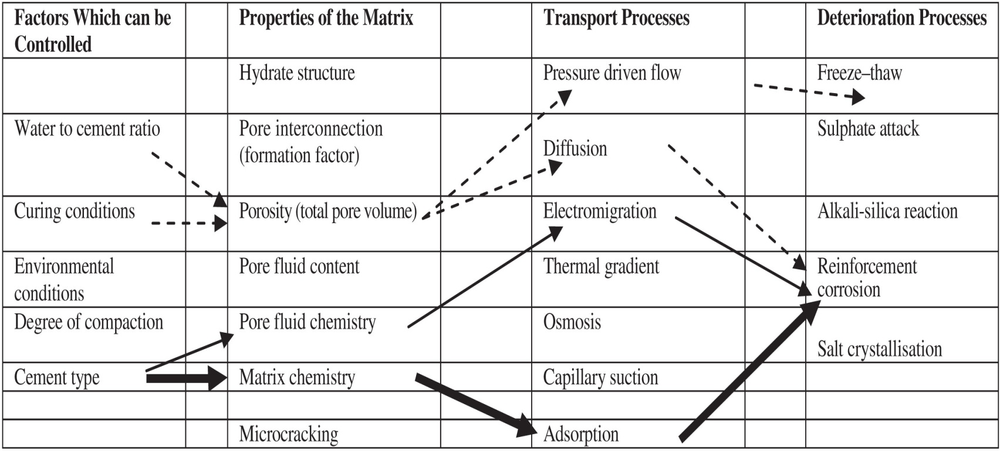 Factors Which can be
Controlled
Properties of the Matrix
Transport Processes
Deterioration Processes
Hydrate structure
Pressure driven flow
Freeze–thaw
Water to cement ratio
Pore interconnection
(formation factor)
Diffusion
Sulphate attack
Curing conditions
Porosity (total pore volume)
Electromigration
Alkali-silica reaction
Environmental
conditions
Pore fluid content
Thermal gradient
Reinforcement
corrosion
Degree of compaction
Pore fluid chemistry
Osmosis
Salt crystallisation
Cement type
Matrix chemistry
Capillary suction
Microcracking
Adsorption